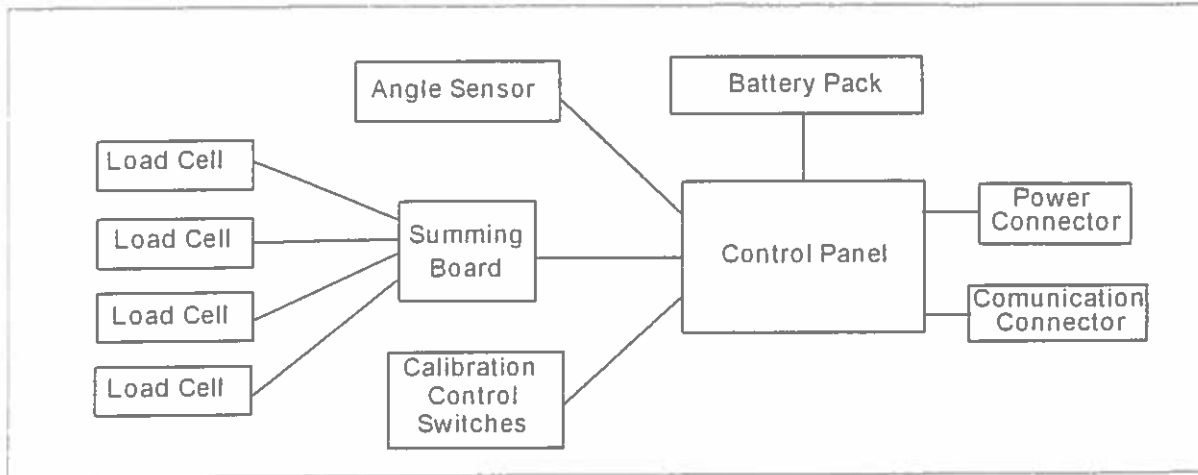 Angle Sensor
Battery Pack
Load Cell
Load Cell
Load Cell
Load Cell
Summing
Board
Control Panel
Power
Connector
Comunication
Connector
Calibration
Control
Switches